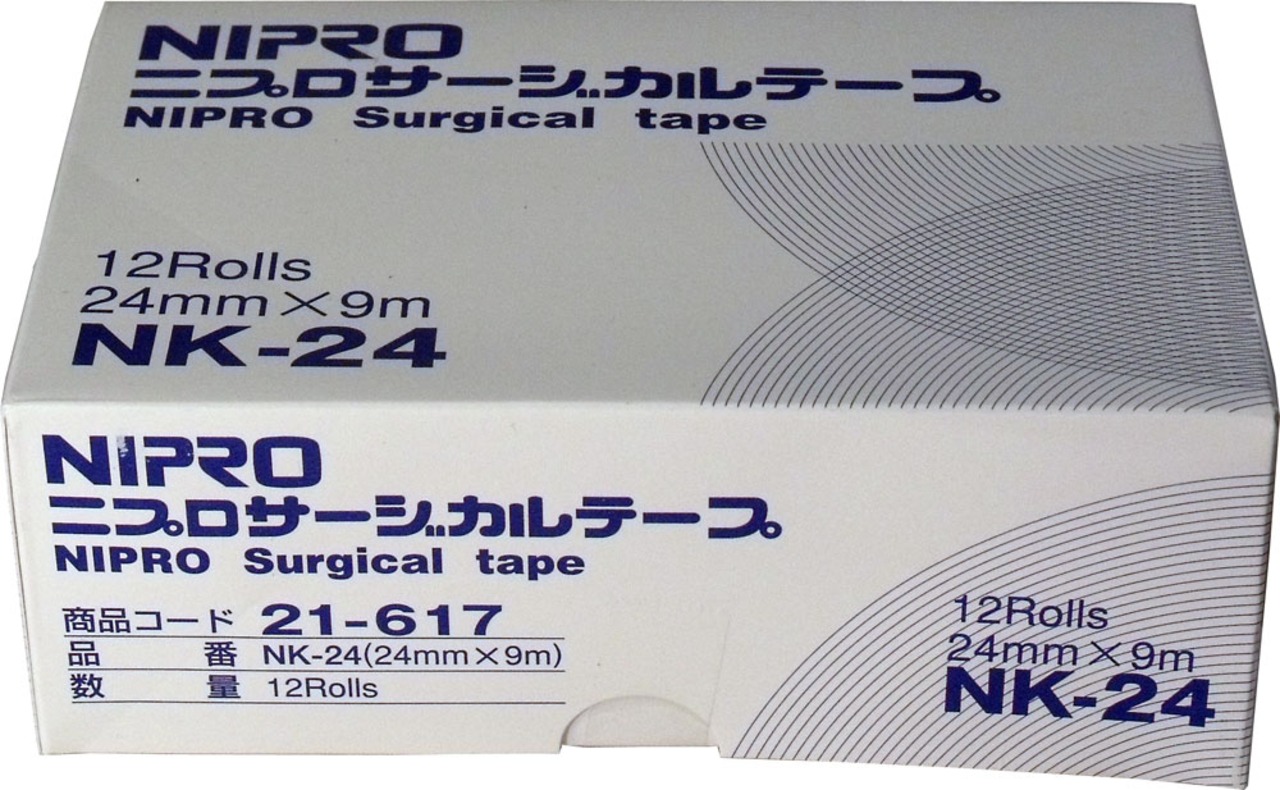 NIPRO
ニプロサージカルテープ
NIPRO Surgical tape
12Rolls
24mm×9m
NK-24
NIPRO
ニプロサージカルテープ
NIPRO Surgical tape
商品コード 21-617
品番 NK-24(24mm×9m)
数量 12Rolls
12Rolls
24mm×9m
NK-24